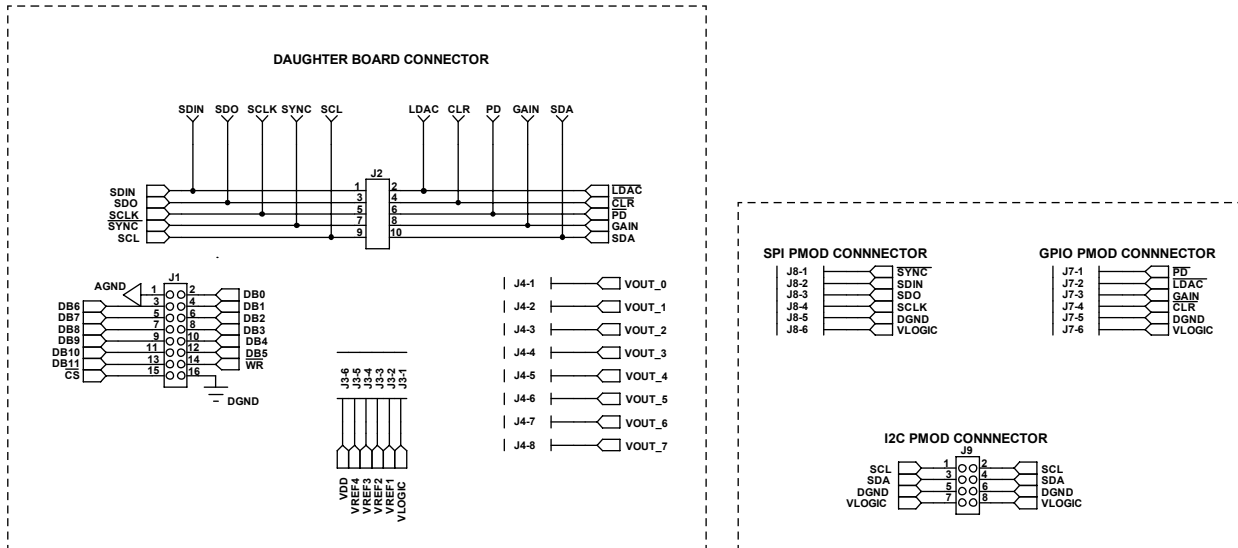 DAUGHTER BOARD CONNECTOR
SDIN SDO SCLK SYNC SCL LDAC CLR PD GAIN SDA
J2
SDIN 1 2 LDAC
SDO 3 4 CLR
SCLK 5 6 PD
SYNC 7 8 GAIN
SCL 9 10 SDA
J1
AGND 1 2 DB0
DB6 3 4 DB1
DB7 5 6 DB2
DB8 7 8 DB3
DB9 9 10 DB4
DB10 11 12 DB5
DB11 13 14 WR
CS 15 16
DGND
J3-6 J3-5 J3-4 J3-3 J3-2 J3-1
VDD VREF4 VREF3 VREF2 VREF1 VLOGIC
J4-1 VOUT_0
J4-2 VOUT_1
J4-3 VOUT_2
J4-4 VOUT_3
J4-5 VOUT_4
J4-6 VOUT_5
J4-7 VOUT_6
J4-8 VOUT_7
SPI PMOD CONNNECTOR
J8-1 SYNC
J8-2 SDIN
J8-3 SDO
J8-4 SCLK
J8-5 DGND
J8-6 VLOGIC
GPIO PMOD CONNNECTOR
J7-1 PD
J7-2 LDAC
J7-3 GAIN
J7-4 CLR
J7-5 DGND
J7-6 VLOGIC
I2C PMOD CONNNECTOR
J9
SCL 1 2 SCL
SDA 3 4 SDA
DGND 5 6 DGND
VLOGIC 7 8 VLOGIC